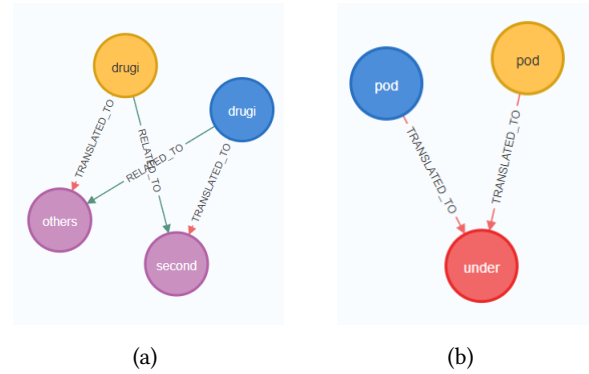 drugi
drugi
TRANSLATED_TO
RELATED_TO
RELATED_TO
TRANSLATED_TO
others
second
(a)
pod
pod
TRANSLATED_TO
TRANSLATED_TO
under
(b)